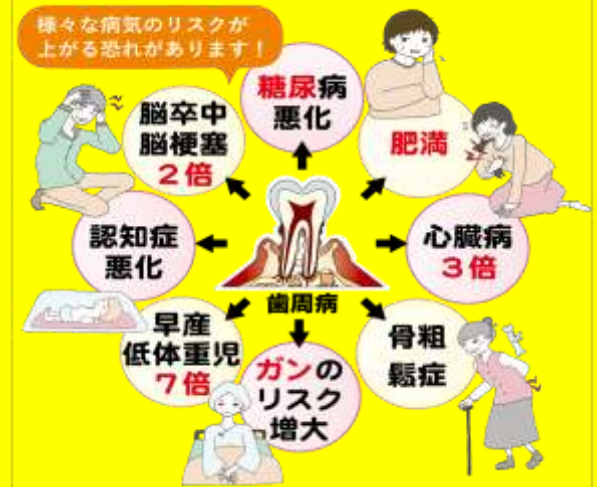 様々な病気のリスクが
上がる恐れがあります！
糖尿病
悪化
脳卒中
脳梗塞
２倍
肥満
認知症
悪化
心臓病
３倍
歯周病
早産
低体重児
７倍
骨粗
鬆症
ガンの
リスク
増大